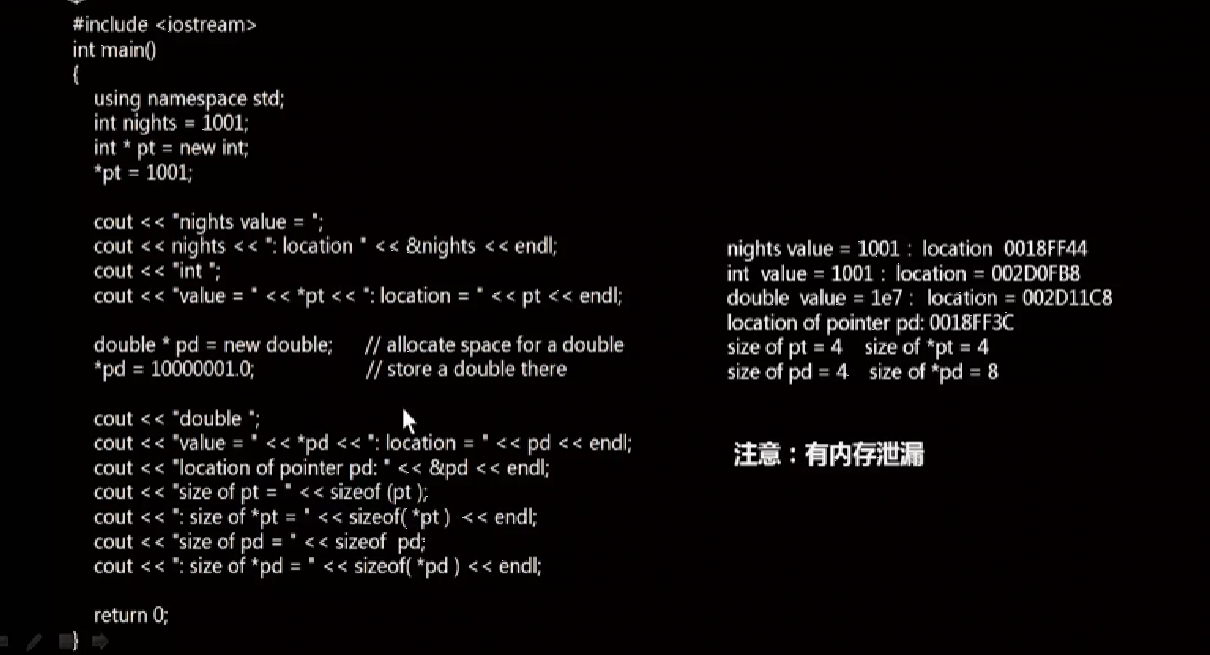 #include <iostream>
int main()
{
using namespace std;
int nights = 1001;
int * pt = new int;
*pt = 1001;
cout << "nights value = ";
cout << nights << ": location " << &nights << endl;
cout << "int ";
cout << "value = " << *pt << ": location = " << pt << endl;
double * pd = new double; // allocate space for a double
*pd = 10000001.0; // store a double there
cout << "double ";
cout << "value = " << *pd << ": location = " << pd << endl;
cout << "location of pointer pd: " << &pd << endl;
cout << "size of pt = " << sizeof (pt );
cout << ": size of *pt = " << sizeof( *pt ) << endl;
cout << "size of pd = " << sizeof pd;
cout << ": size of *pd = " << sizeof( *pd ) << endl;
return 0;
}
nights value = 1001 : location 0018FF44
int value = 1001 : location = 002D0FB8
double value = 1e7 : location = 002D11C8
location of pointer pd: 0018FF3C
size of pt = 4 size of *pt = 4
size of pd = 4 size of *pd = 8
注意：有内存泄漏